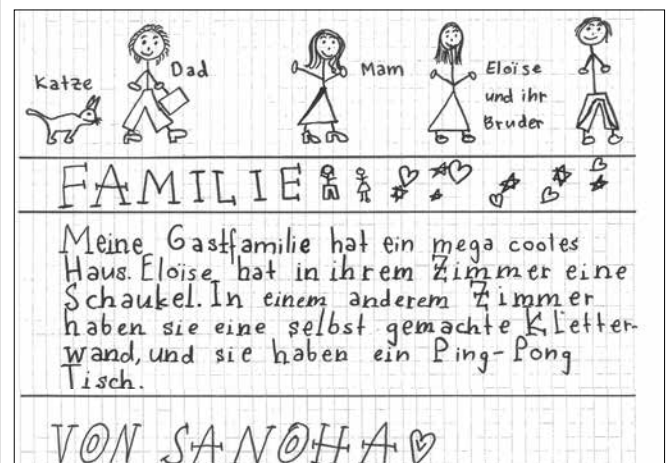 Katze
Dad
Mam
Eloïse
und ihr
Bruder
FAMILIE
Meine Gastfamilie hat ein mega cooles
Haus. Eloïse hat in ihrem Zimmer eine
Schaukel. In einem anderem Zimmer
haben sie eine selbst gemachte Kletter-
wand, und sie haben ein Ping-Pong
Tisch.
VON SANOHA